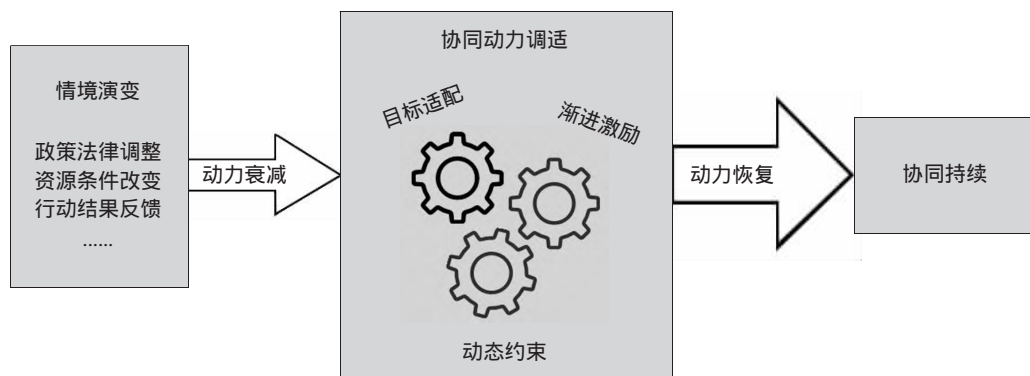 情境演变
政策法律调整
资源条件改变
行动结果反馈
......
动力衰减
协同动力调适
目标适配
渐进激励
动态约束
动力恢复
协同持续